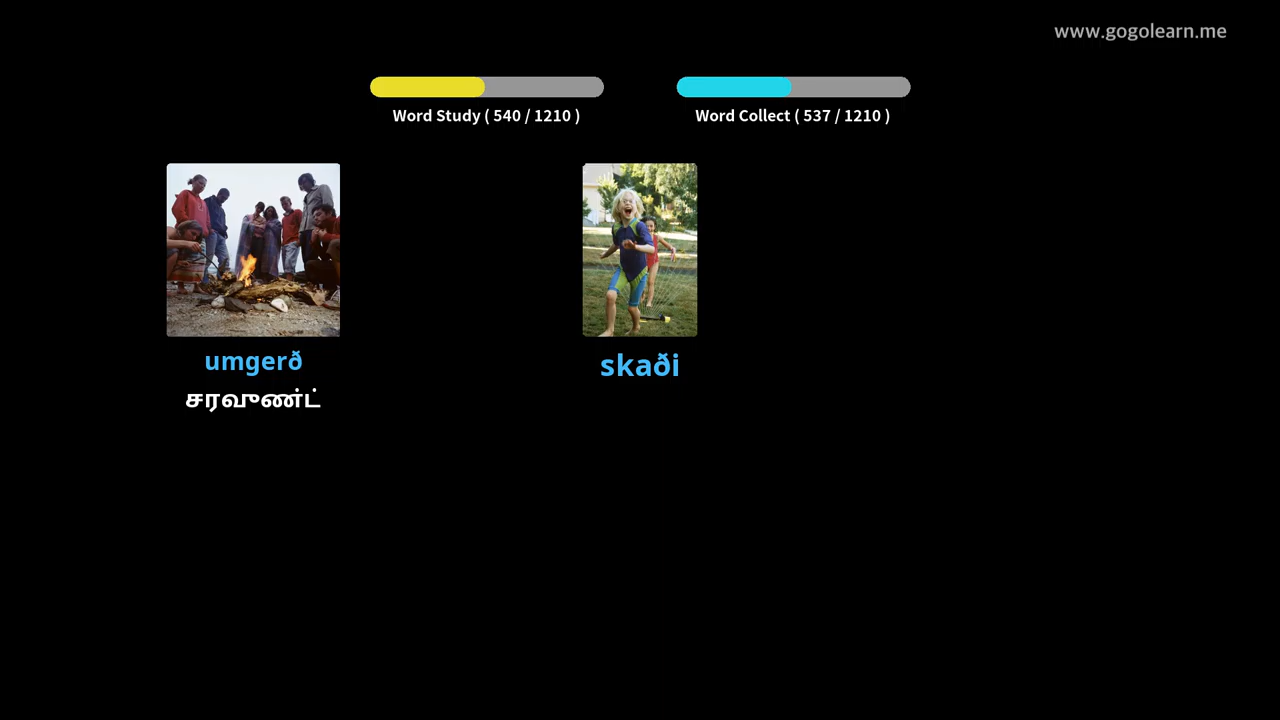 www.gogolearn.me
Word Study ( 540 / 1210 )
Word Collect ( 537 / 1210 )
umgerð
சரவுண்ட்
skaði